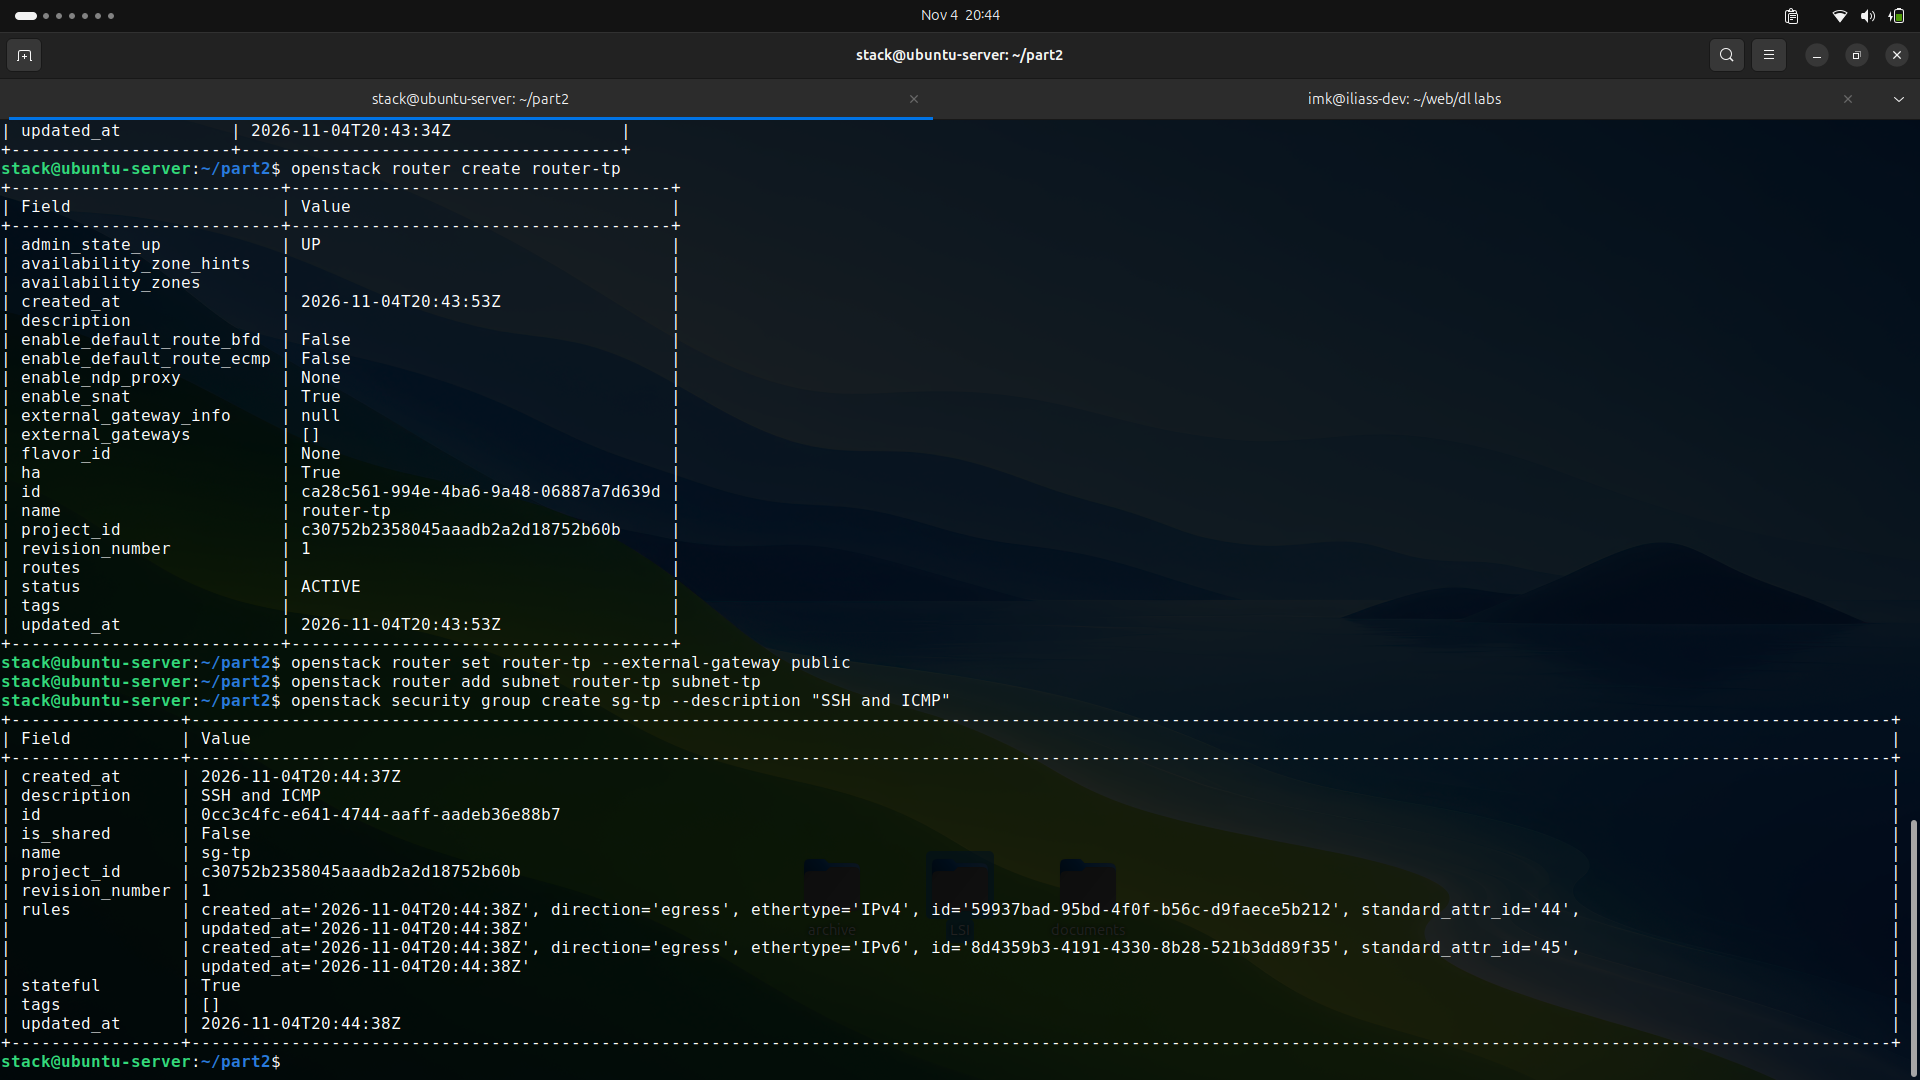 Nov 4 20:44
stack@ubuntu-server: ~/part2
stack@ubuntu-server: ~/part2
imk@iliass-dev: ~/web/dl labs
| updated_at           | 2026-11-04T20:43:34Z                 |
+----------------------+--------------------------------------+
stack@ubuntu-server:~/part2$ openstack router create router-tp
+---------------------------+--------------------------------------+
| Field                     | Value                                |
+---------------------------+--------------------------------------+
| admin_state_up            | UP                                   |
| availability_zone_hints   |                                      |
| availability_zones        |                                      |
| created_at                | 2026-11-04T20:43:53Z                 |
| description               |                                      |
| enable_default_route_bfd  | False                                |
| enable_default_route_ecmp | False                                |
| enable_ndp_proxy          | None                                 |
| enable_snat               | True                                 |
| external_gateway_info     | null                                 |
| external_gateways         | []                                   |
| flavor_id                 | None                                 |
| ha                        | True                                 |
| id                        | ca28c561-994e-4ba6-9a48-06887a7d639d |
| name                      | router-tp                            |
| project_id                | c30752b2358045aaadb2a2d18752b60b     |
| revision_number           | 1                                    |
| routes                    |                                      |
| status                    | ACTIVE                               |
| tags                      |                                      |
| updated_at                | 2026-11-04T20:43:53Z                 |
+---------------------------+--------------------------------------+
stack@ubuntu-server:~/part2$ openstack router set router-tp --external-gateway public
stack@ubuntu-server:~/part2$ openstack router add subnet router-tp subnet-tp
stack@ubuntu-server:~/part2$ openstack security group create sg-tp --description "SSH and ICMP"
+-----------------+--------------------------------------------------------------------------+
| Field           | Value |
+-----------------+--------------------------------------------------------------------------+
| created_at      | 2026-11-04T20:44:37Z |
| description     | SSH and ICMP |
| id              | 0cc3c4fc-e641-4744-aaff-aadeb36e88b7 |
| is_shared       | False |
| name            | sg-tp |
| project_id      | c30752b2358045aaadb2a2d18752b60b |
| revision_number | 1 |
| rules           | created_at='2026-11-04T20:44:38Z', direction='egress', ethertype='IPv4', id='59937bad-95bd-4f0f-b56c-d9faece5b212', standard_attr_id='44', |
|                 | updated_at='2026-11-04T20:44:38Z' |
|                 | created_at='2026-11-04T20:44:38Z', direction='egress', ethertype='IPv6', id='8d4359b3-4191-4330-8b28-521b3dd89f35', standard_attr_id='45', |
|                 | updated_at='2026-11-04T20:44:38Z' |
| stateful        | True |
| tags            | [] |
| updated_at      | 2026-11-04T20:44:38Z |
+-----------------+--------------------------------------------------------------------------+
stack@ubuntu-server:~/part2$
archive
LSI
documents